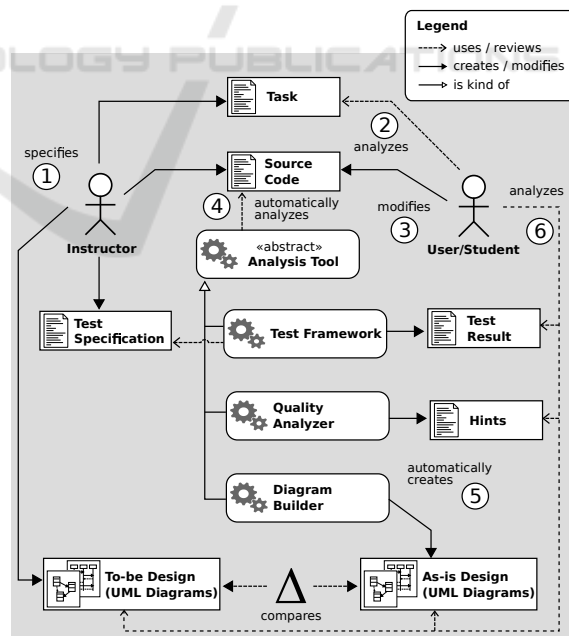 Legend
uses / reviews
creates / modifies
is kind of
OLOGY PUBLICATIONS
Task
specifies
1
2
analyzes
Source
Code
4
automatically
analyzes
modifies
3
analyzes
6
Instructor
User/Student
«abstract»
Analysis Tool
Test
Specification
Test Framework
Test
Result
Quality
Analyzer
Hints
Diagram
Builder
automatically
creates
5
To-be Design
(UML Diagrams)
Δ
compares
As-is Design
(UML Diagrams)